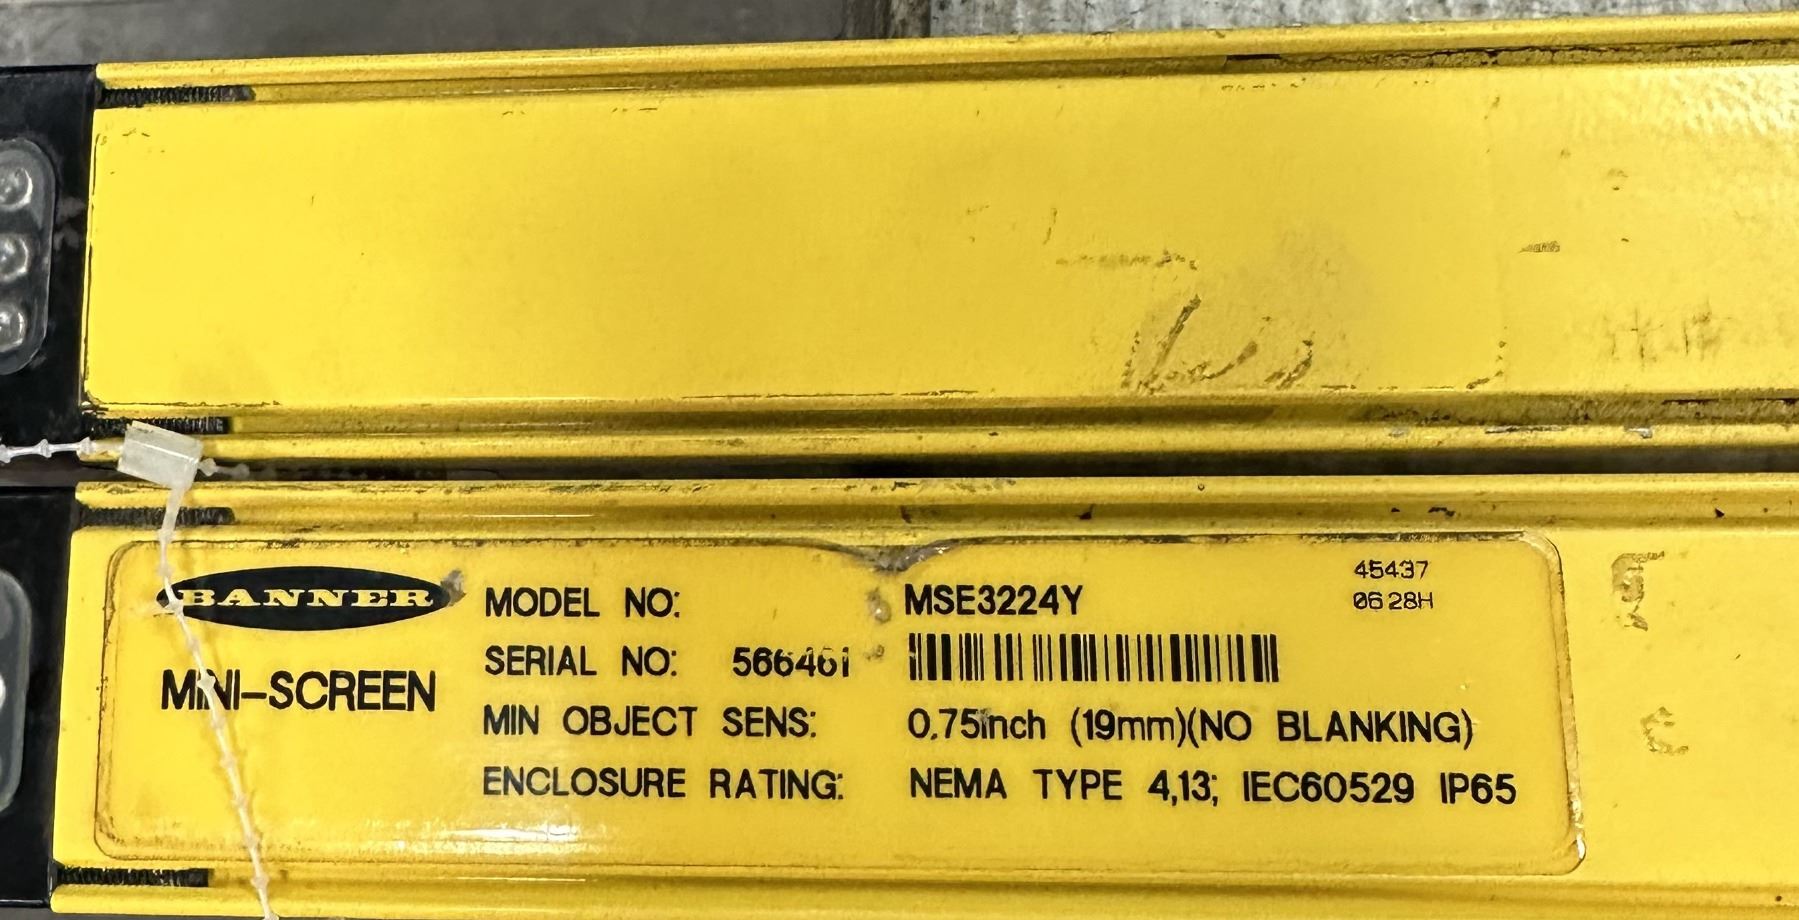 BANNER
MINI-SCREEN
MODEL NO: MSE3224Y
SERIAL NO: 566461
MIN OBJECT SENS: 0.75inch (19mm)(NO BLANKING)
ENCLOSURE RATING: NEMA TYPE 4,13; IEC60529 IP65
45437
0628H